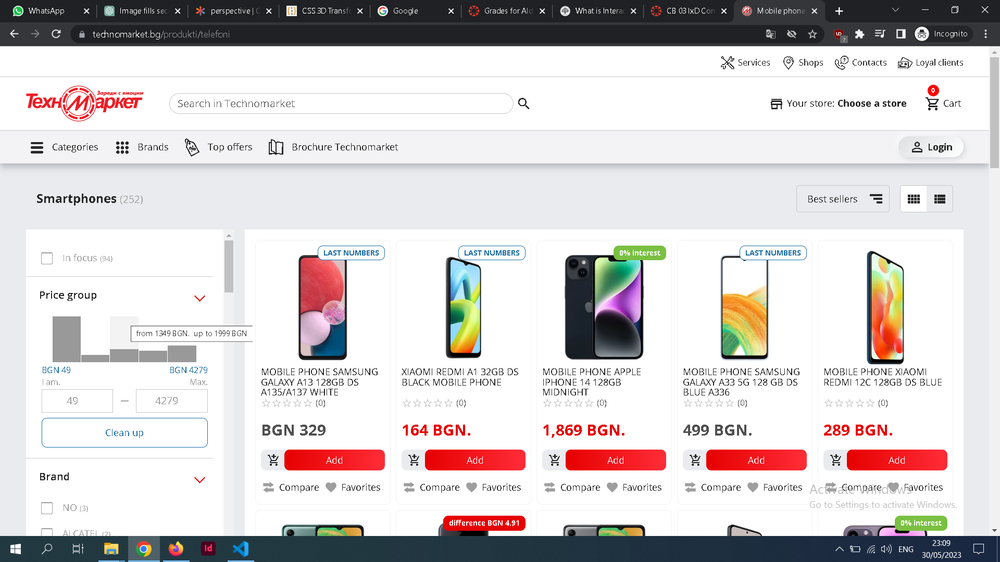 WhatsApp
Image fills sec
perspective | C
CSS 3D Transfo
Google
Grades for Ald
What is Interac
CB 03 IxD Con
Mobile phone
technomarket.bg/produkti/telefoni
7
Incognito
Services
Shops
Contacts
Loyal clients
Зареди с емоции
ТехноМаркет
Search in Technomarket
Your store: Choose a store
0
Cart
Categories
Brands
Top offers
Brochure Technomarket
Login
Smartphones (252)
Best sellers
In focus (94)
Price group
from 1349 BGN. up to 1999 BGN
BGN 49
BGN 4279
I am.
Max.
49
—
4279
Clean up
Brand
NO (3)
ALCATEL (2)
LAST NUMBERS
MOBILE PHONE SAMSUNG
GALAXY A13 128GB DS
A135/A137 WHITE
(0)
BGN 329
Add
Compare
Favorites
LAST NUMBERS
XIAOMI REDMI A1 32GB DS
BLACK MOBILE PHONE
(0)
164 BGN.
Add
Compare
Favorites
0% interest
MOBILE PHONE APPLE
IPHONE 14 128GB
MIDNIGHT
(0)
1,869 BGN.
Add
Compare
Favorites
LAST NUMBERS
MOBILE PHONE SAMSUNG
GALAXY A33 5G 128 GB DS
BLUE A336
(0)
499 BGN.
Add
Compare
Favorites
MOBILE PHONE XIAOMI
REDMI 12C 128GB DS BLUE
(0)
289 BGN.
Add
Compare
Favorites
Activate Windows
Go to Settings to activate Windows.
difference BGN 4.91
0% interest
Id
ENG
23:09
30/05/2023